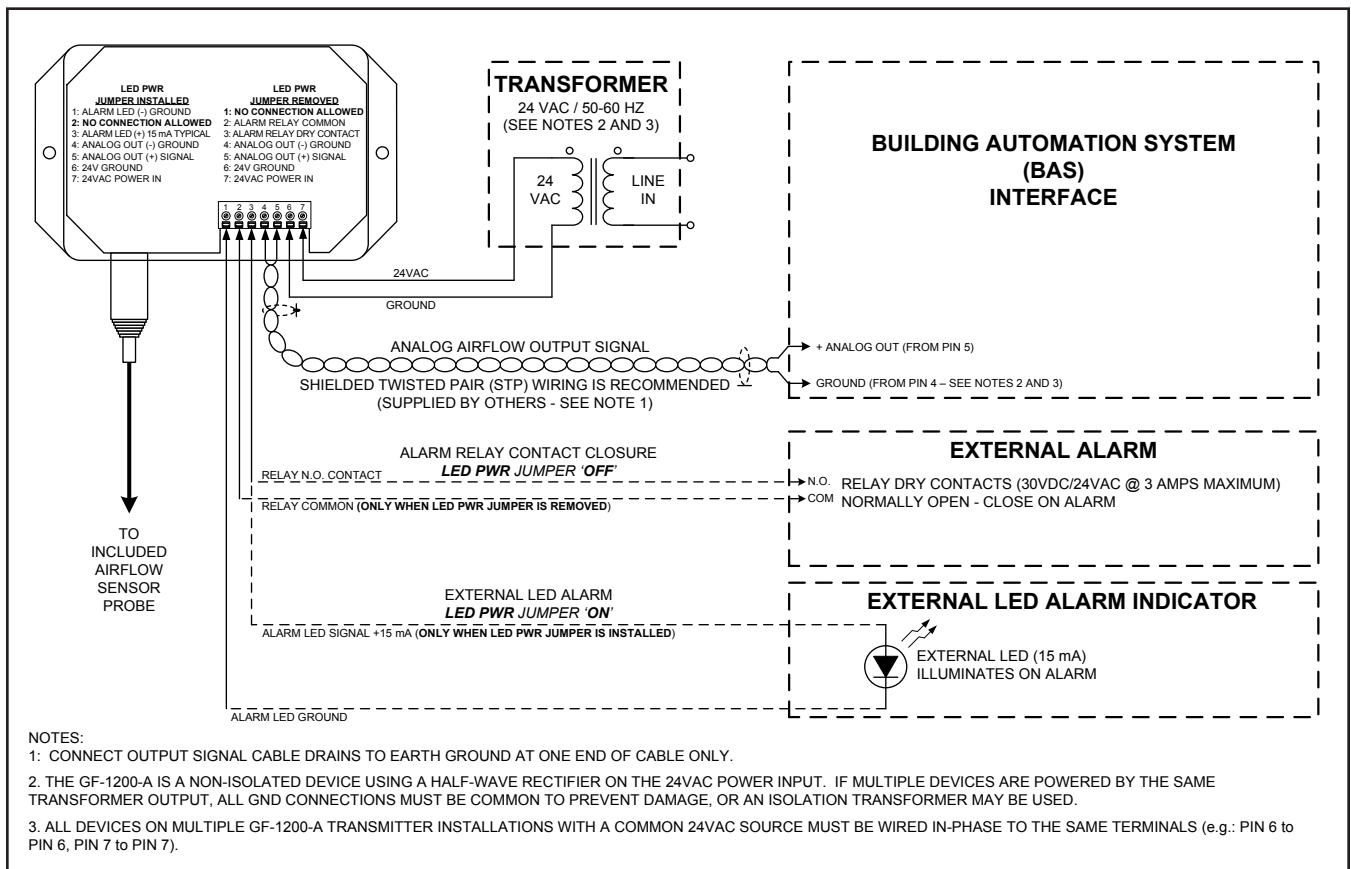 LED PWR
JUMPER INSTALLED
1: ALARM LED (-) GROUND
2: NO CONNECTION ALLOWED
3: ALARM LED (+) 15 mA TYPICAL
4: ANALOG OUT (-) GROUND
5: ANALOG OUT (+) SIGNAL
6: 24V GROUND
7: 24VAC POWER IN
LED PWR
JUMPER REMOVED
1: NO CONNECTION ALLOWED
2: ALARM RELAY COMMON
3: ALARM RELAY DRY CONTACT
4: ANALOG OUT (-) GROUND
5: ANALOG OUT (+) SIGNAL
6: 24V GROUND
7: 24VAC POWER IN
1 2 3 4 5 6 7
TRANSFORMER
24 VAC / 50-60 HZ
(SEE NOTES 2 AND 3)
24
VAC
LINE
IN
24VAC
GROUND
BUILDING AUTOMATION SYSTEM
(BAS)
INTERFACE
ANALOG AIRFLOW OUTPUT SIGNAL
SHIELDED TWISTED PAIR (STP) WIRING IS RECOMMENDED
(SUPPLIED BY OTHERS - SEE NOTE 1)
+ ANALOG OUT (FROM PIN 5)
GROUND (FROM PIN 4 – SEE NOTES 2 AND 3)
TO
INCLUDED
AIRFLOW
SENSOR
PROBE
ALARM RELAY CONTACT CLOSURE
LED PWR JUMPER ‘OFF’
RELAY N.O. CONTACT
RELAY COMMON (ONLY WHEN LED PWR JUMPER IS REMOVED)
EXTERNAL ALARM
N.O. RELAY DRY CONTACTS (30VDC/24VAC @ 3 AMPS MAXIMUM)
COM NORMALLY OPEN - CLOSE ON ALARM
EXTERNAL LED ALARM
LED PWR JUMPER ‘ON’
ALARM LED SIGNAL +15 mA (ONLY WHEN LED PWR JUMPER IS INSTALLED)
ALARM LED GROUND
EXTERNAL LED ALARM INDICATOR
EXTERNAL LED (15 mA)
ILLUMINATES ON ALARM
NOTES:
1: CONNECT OUTPUT SIGNAL CABLE DRAINS TO EARTH GROUND AT ONE END OF CABLE ONLY.
2. THE GF-1200-A IS A NON-ISOLATED DEVICE USING A HALF-WAVE RECTIFIER ON THE 24VAC POWER INPUT. IF MULTIPLE DEVICES ARE POWERED BY THE SAME
TRANSFORMER OUTPUT, ALL GND CONNECTIONS MUST BE COMMON TO PREVENT DAMAGE, OR AN ISOLATION TRANSFORMER MAY BE USED.
3. ALL DEVICES ON MULTIPLE GF-1200-A TRANSMITTER INSTALLATIONS WITH A COMMON 24VAC SOURCE MUST BE WIRED IN-PHASE TO THE SAME TERMINALS (e.g.: PIN 6 to
PIN 6, PIN 7 to PIN 7).